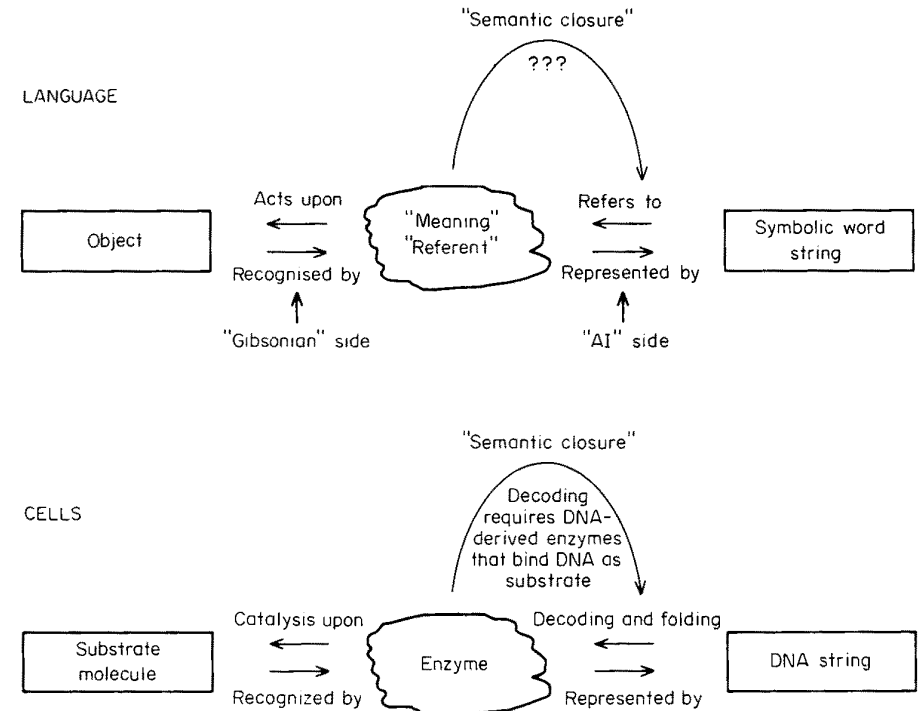 "Semantic closure"
???
LANGUAGE
Acts upon
Refers to
Object
"Meaning"
"Referent"
Symbolic word
string
Recognised by
Represented by
"Gibsonian" side
"AI" side
"Semantic closure"
Decoding
requires DNA-
derived enzymes
that bind DNA as
substrate
CELLS
Catalysis upon
Decoding and folding
Substrate
molecule
Enzyme
DNA string
Recognized by
Represented by